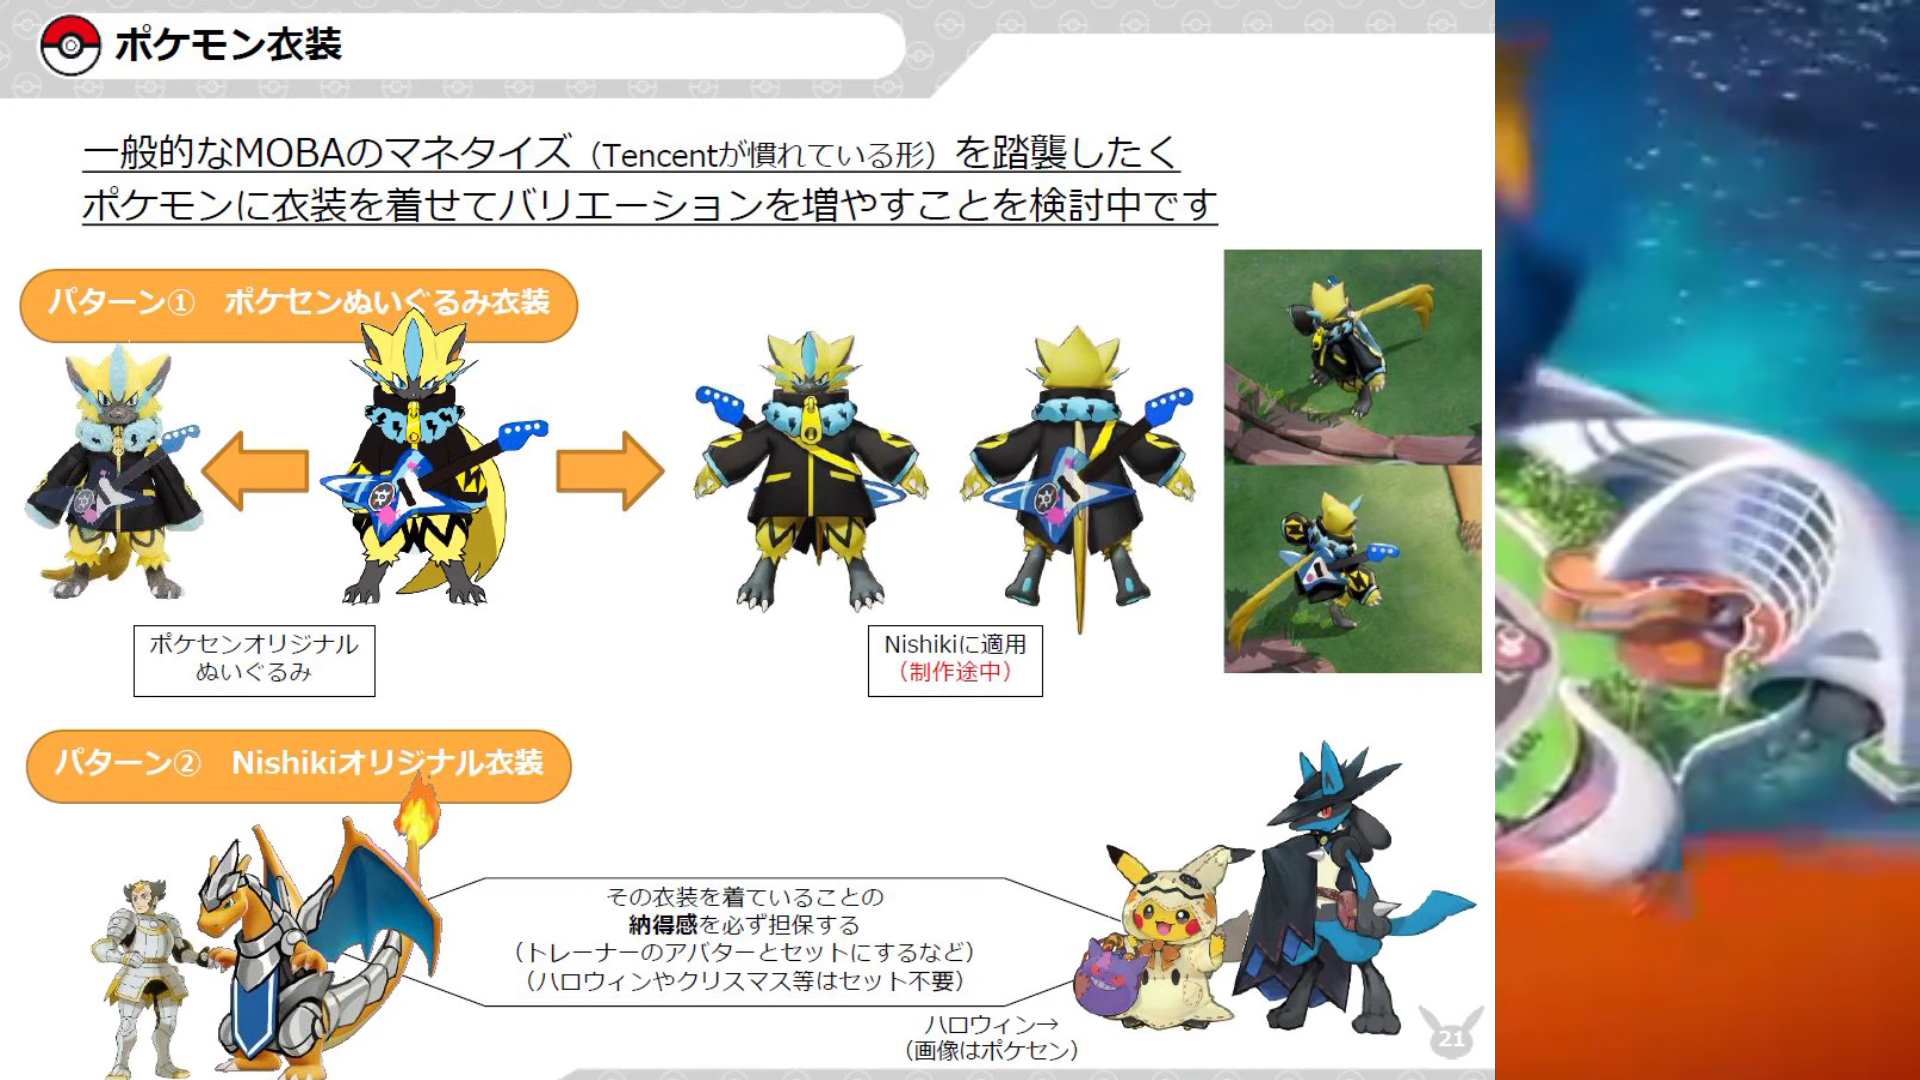 ポケモン衣装
一般的なMOBAのマネタイズ（Tencentが慣れている形）を踏襲したく
ポケモンに衣装を着せてバリエーションを増やすことを検討中です
パターン①　ポケセンぬいぐるみ衣装
ポケセンオリジナル
ぬいぐるみ
Nishikiに適用
（制作途中）
パターン②　Nishikiオリジナル衣装
その衣装を着ていることの
納得感を必ず担保する
（トレーナーのアバターとセットにするなど）
（ハロウィンやクリスマス等はセット不要）
ハロウィン→
（画像はポケセン）
21